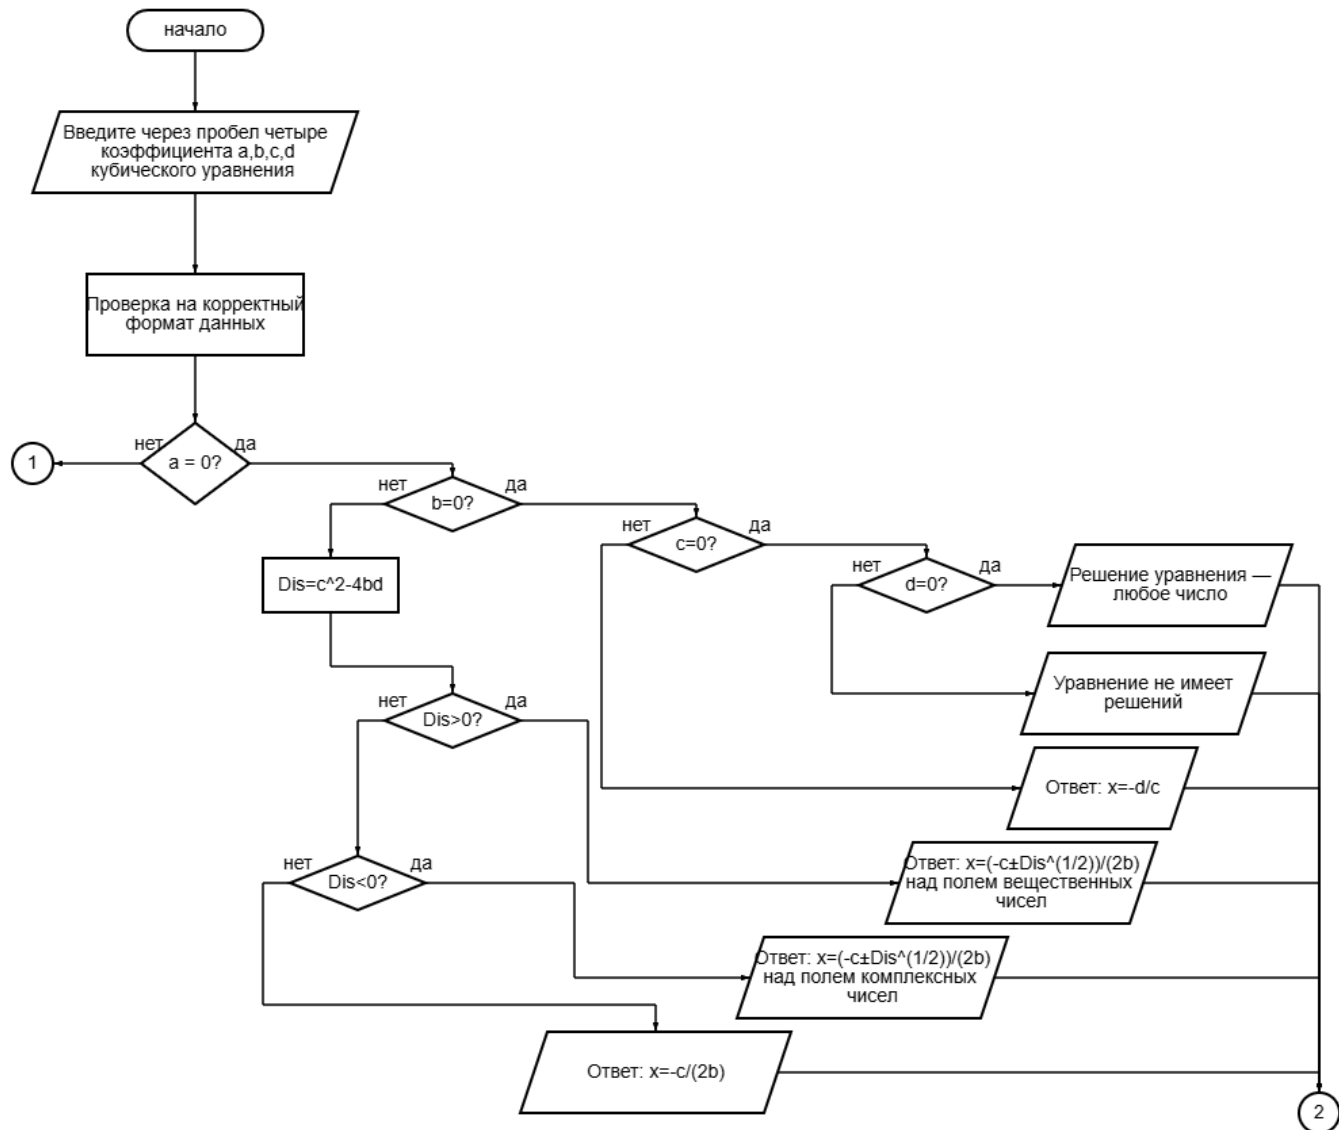 начало
Введите через пробел четыре
коэффициента a,b,c,d
кубического уравнения
Проверка на корректный
формат данных
1
нет
a = 0?
да
нет
b=0?
да
нет
c=0?
да
нет
d=0?
да
Решение уравнения —
любое число
Dis=c^2-4bd
Уравнение не имеет
решений
нет
Dis>0?
да
Ответ: x=-d/c
нет
Dis<0?
да
Ответ: x=(-c±Dis^(1/2))/(2b)
над полем вещественных
чисел
Ответ: x=(-c±Dis^(1/2))/(2b)
над полем комплексных
чисел
Ответ: x=-c/(2b)
2